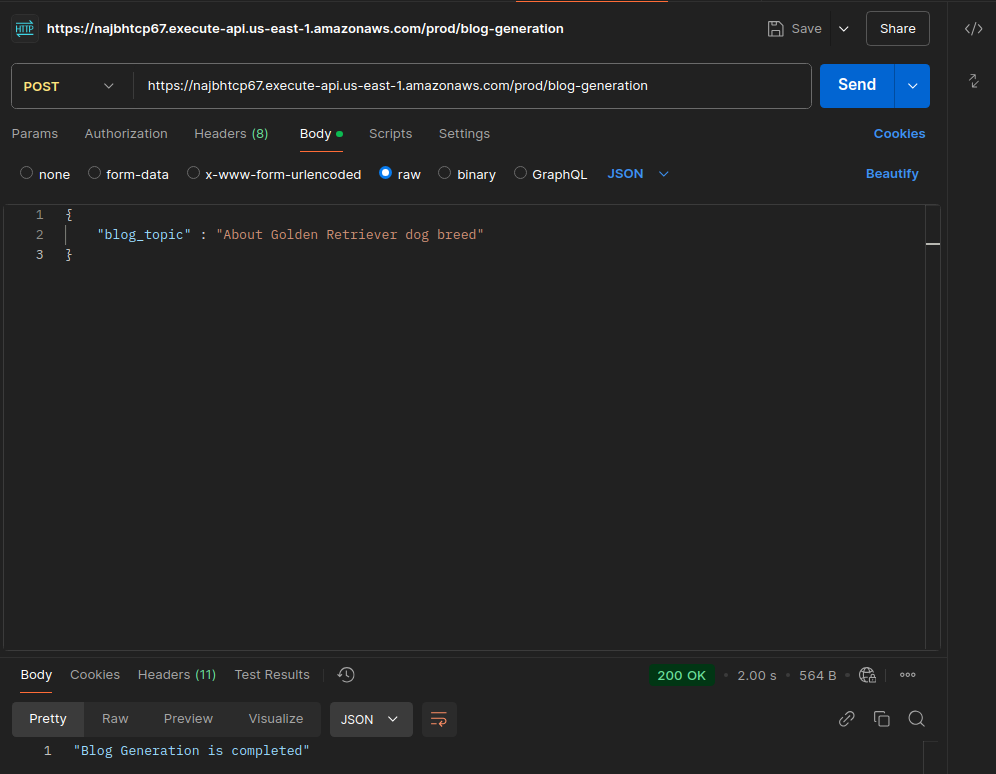 HTTP https://najbhtcp67.execute-api.us-east-1.amazonaws.com/prod/blog-generation Save Share
POST https://najbhtcp67.execute-api.us-east-1.amazonaws.com/prod/blog-generation Send
Params Authorization Headers (8) Body Scripts Settings Cookies
none form-data x-www-form-urlencoded raw binary GraphQL JSON Beautify
1 {
2 "blog_topic" : "About Golden Retriever dog breed"
3 }
Body Cookies Headers (11) Test Results 200 OK • 2.00 s • 564 B •
Pretty Raw Preview Visualize JSON
1 "Blog Generation is completed"